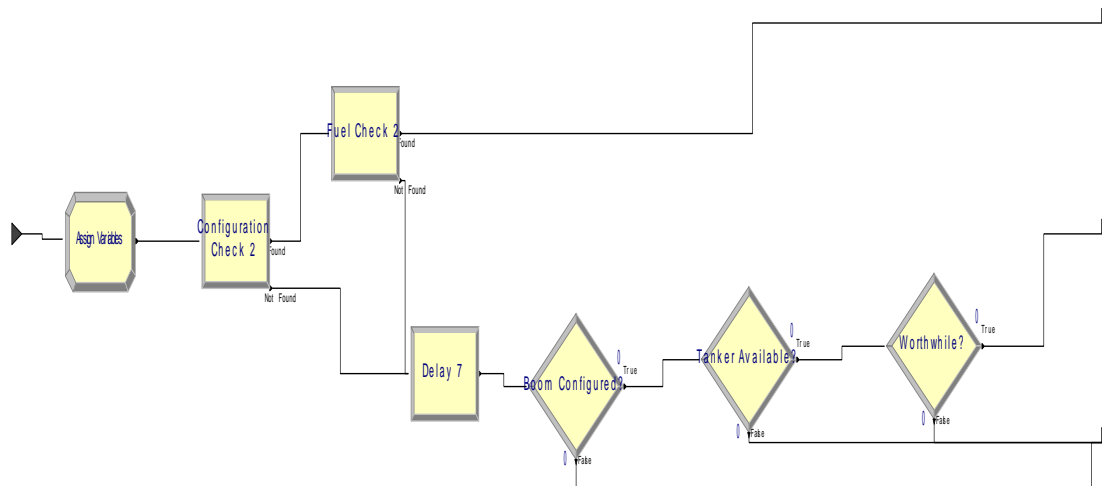 Fuel Check 2
Found
Not Found
Assign Variables
Configuration
Check 2
Found
Not Found
Delay 7
Boom Configured?
0
True
0
False
Tanker Available?
0
True
0
False
Worthwhile?
0
True
0
False